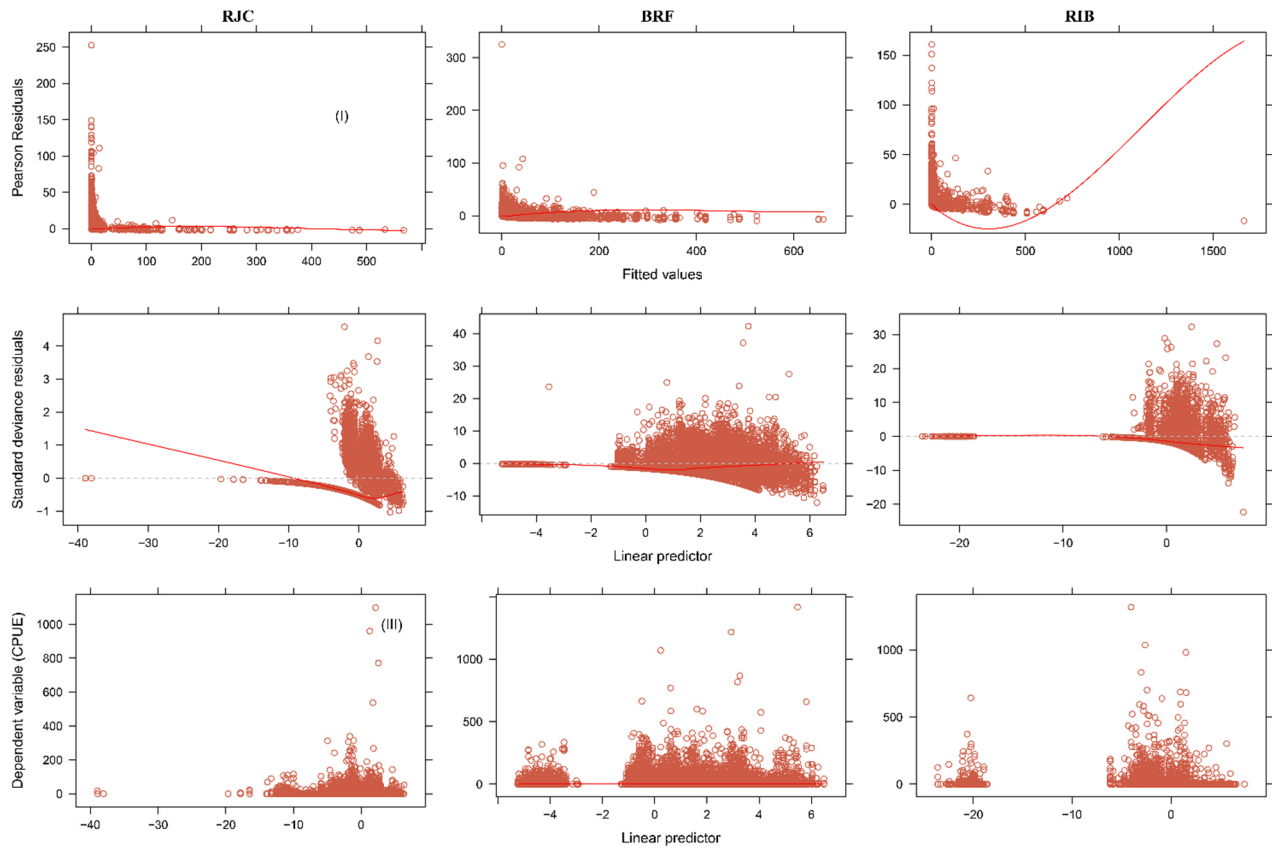 RJC BRF RIB
Pearson Residuals
250
200
150
100
50
0
(I)
0 100 200 300 400 500
300
200
100
0
0 200 400 600
Fitted values
150
100
50
0
0 500 1000 1500
Standard deviance residuals
4
3
2
1
0
−1
−40 −30 −20 −10 0
40
30
20
10
0
−10
−4 −2 0 2 4 6
Linear predictor
30
20
10
0
−10
−20
−20 −10 0
Dependent variable (CPUE)
1000
800
600
400
200
0
(III)
−40 −30 −20 −10 0
1000
500
0
−4 −2 0 2 4 6
Linear predictor
1000
500
0
−20 −10 0